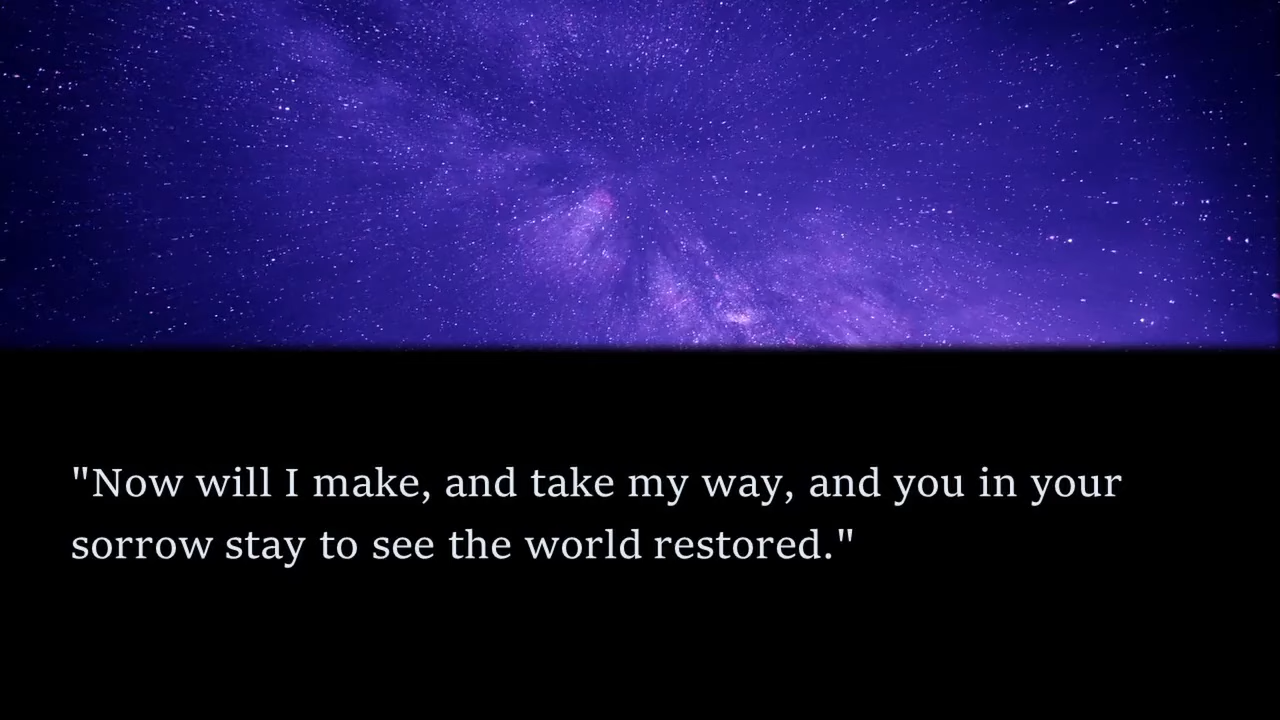 "Now will I make, and take my way, and you in your
sorrow stay to see the world restored."